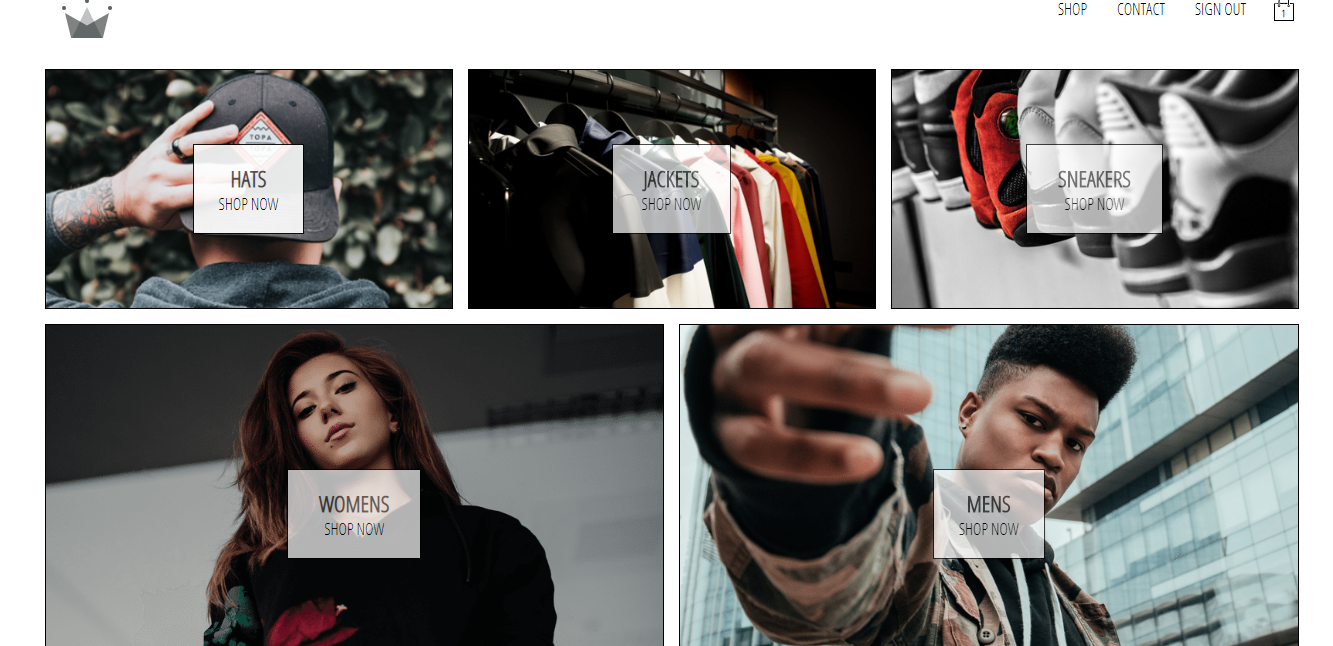 SHOP
CONTACT
SIGN OUT
1
TOPA
HATS
SHOP NOW
JACKETS
SHOP NOW
SNEAKERS
SHOP NOW
WOMENS
SHOP NOW
MENS
SHOP NOW